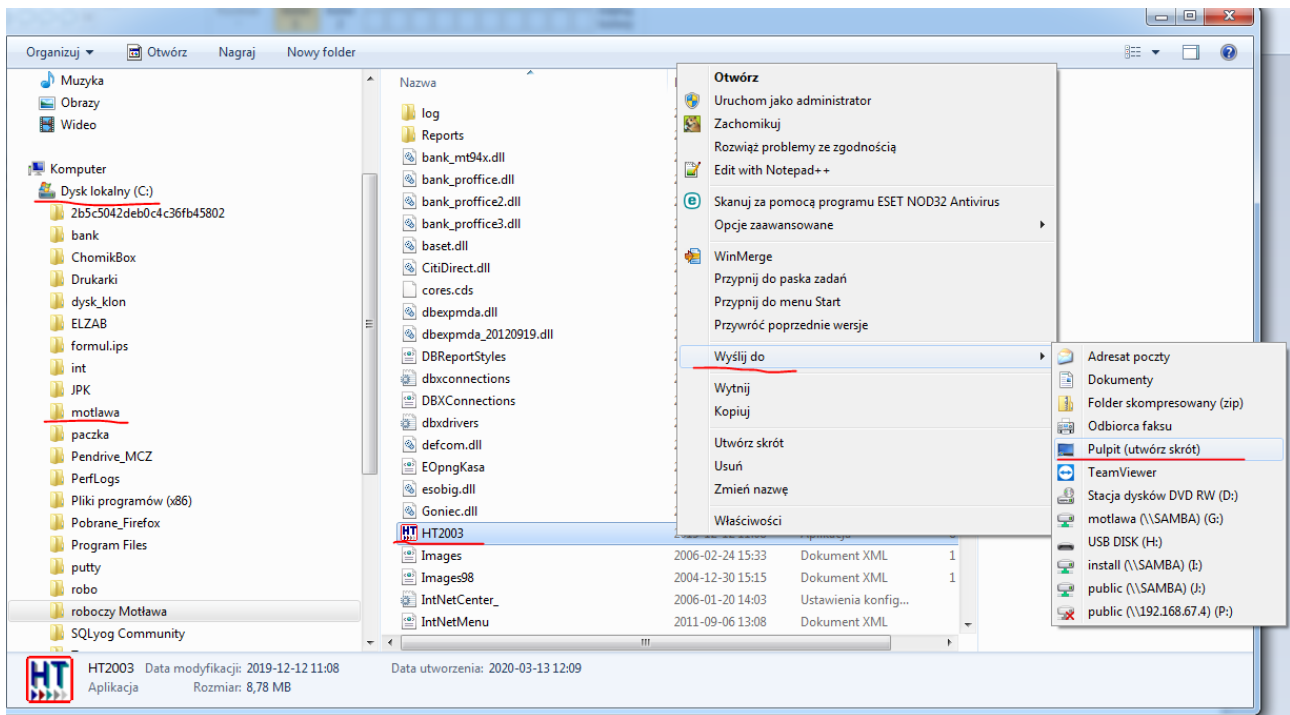 Organizuj
Otwórz
Nagraj
Nowy folder
Muzyka
Obrazy
Wideo
Komputer
Dysk lokalny (C:)
2b5c5042deb0c4c36fb45802
bank
ChomikBox
Drukarki
dysk_klon
ELZAB
formul.ips
int
JPK
motlawa
paczka
Pendrive_MCZ
PerfLogs
Pliki programów (x86)
Pobrane_Firefox
Program Files
putty
robo
roboczy Motława
SQLyog Community
Nazwa
log
Reports
bank_mt94x.dll
bank_proffice.dll
bank_proffice2.dll
bank_proffice3.dll
baset.dll
CitiDirect.dll
cores.cds
dbexpmda.dll
dbexpmda_20120919.dll
DBReportStyles
dbxconnections
DBXConnections
dbxdrivers
defcom.dll
EOpngKasa
esobig.dll
Goniec.dll
HT2003
Images 2006-02-24 15:33 Dokument XML 1
Images98 2004-12-30 15:15 Dokument XML 1
IntNetCenter_ 2006-01-20 14:03 Ustawienia konfig...
IntNetMenu 2011-09-06 13:08 Dokument XML
Otwórz
Uruchom jako administrator
Zachomikuj
Rozwiąż problemy ze zgodnością
Edit with Notepad++
Skanuj za pomocą programu ESET NOD32 Antivirus
Opcje zaawansowane
WinMerge
Przypnij do paska zadań
Przypnij do menu Start
Przywróć poprzednie wersje
Wyślij do
Wytnij
Kopiuj
Utwórz skrót
Usuń
Zmień nazwę
Właściwości
Adresat poczty
Dokumenty
Folder skompresowany (zip)
Odbiorca faksu
Pulpit (utwórz skrót)
TeamViewer
Stacja dysków DVD RW (D:)
motlawa (\\SAMBA) (G:)
USB DISK (H:)
install (\\SAMBA) (I:)
public (\\SAMBA) (J:)
public (\\192.168.67.4) (P:)
HT
HT2003 Data modyfikacji: 2019-12-12 11:08 Data utworzenia: 2020-03-13 12:09
Aplikacja Rozmiar: 8,78 MB